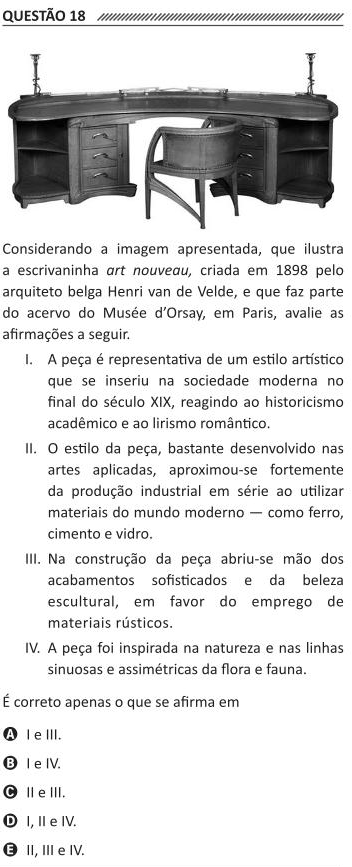 QUESTÃO 18
Considerando a imagem apresentada, que ilustra
a escrivaninha art nouveau, criada em 1898 pelo
arquiteto belga Henri van de Velde, e que faz parte
do acervo do Musée d’Orsay, em Paris, avalie as
afirmações a seguir.
I. A peça é representativa de um estilo artístico
que se inseriu na sociedade moderna no
final do século XIX, reagindo ao historicismo
acadêmico e ao lirismo romântico.
II. O estilo da peça, bastante desenvolvido nas
artes aplicadas, aproximou-se fortemente
da produção industrial em série ao utilizar
materiais do mundo moderno — como ferro,
cimento e vidro.
III. Na construção da peça abriu-se mão dos
acabamentos sofisticados e da beleza
escultural, em favor do emprego de
materiais rústicos.
IV. A peça foi inspirada na natureza e nas linhas
sinuosas e assimétricas da flora e fauna.
É correto apenas o que se afirma em
A I e III.
B I e IV.
C II e III.
D I, II e IV.
E II, III e IV.